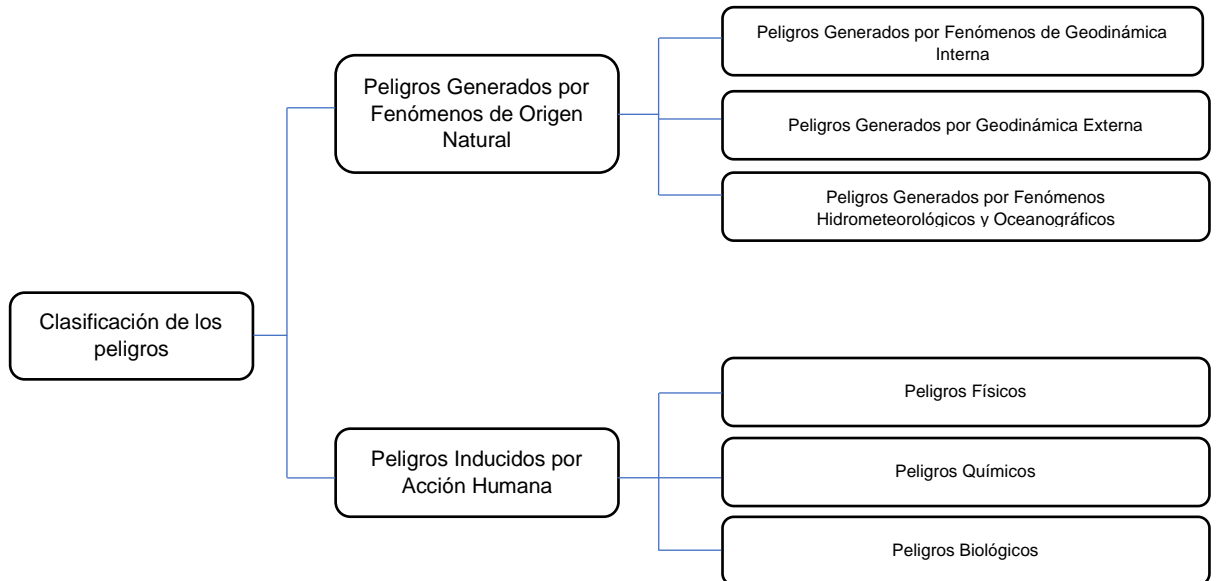 Clasificación de los
peligros
Peligros Generados por
Fenómenos de Origen
Natural
Peligros Generados por Fenómenos de Geodinámica
Interna
Peligros Generados por Geodinámica Externa
Peligros Generados por Fenómenos
Hidrometeorológicos y Oceanográficos
Peligros Inducidos por
Acción Humana
Peligros Físicos
Peligros Químicos
Peligros Biológicos